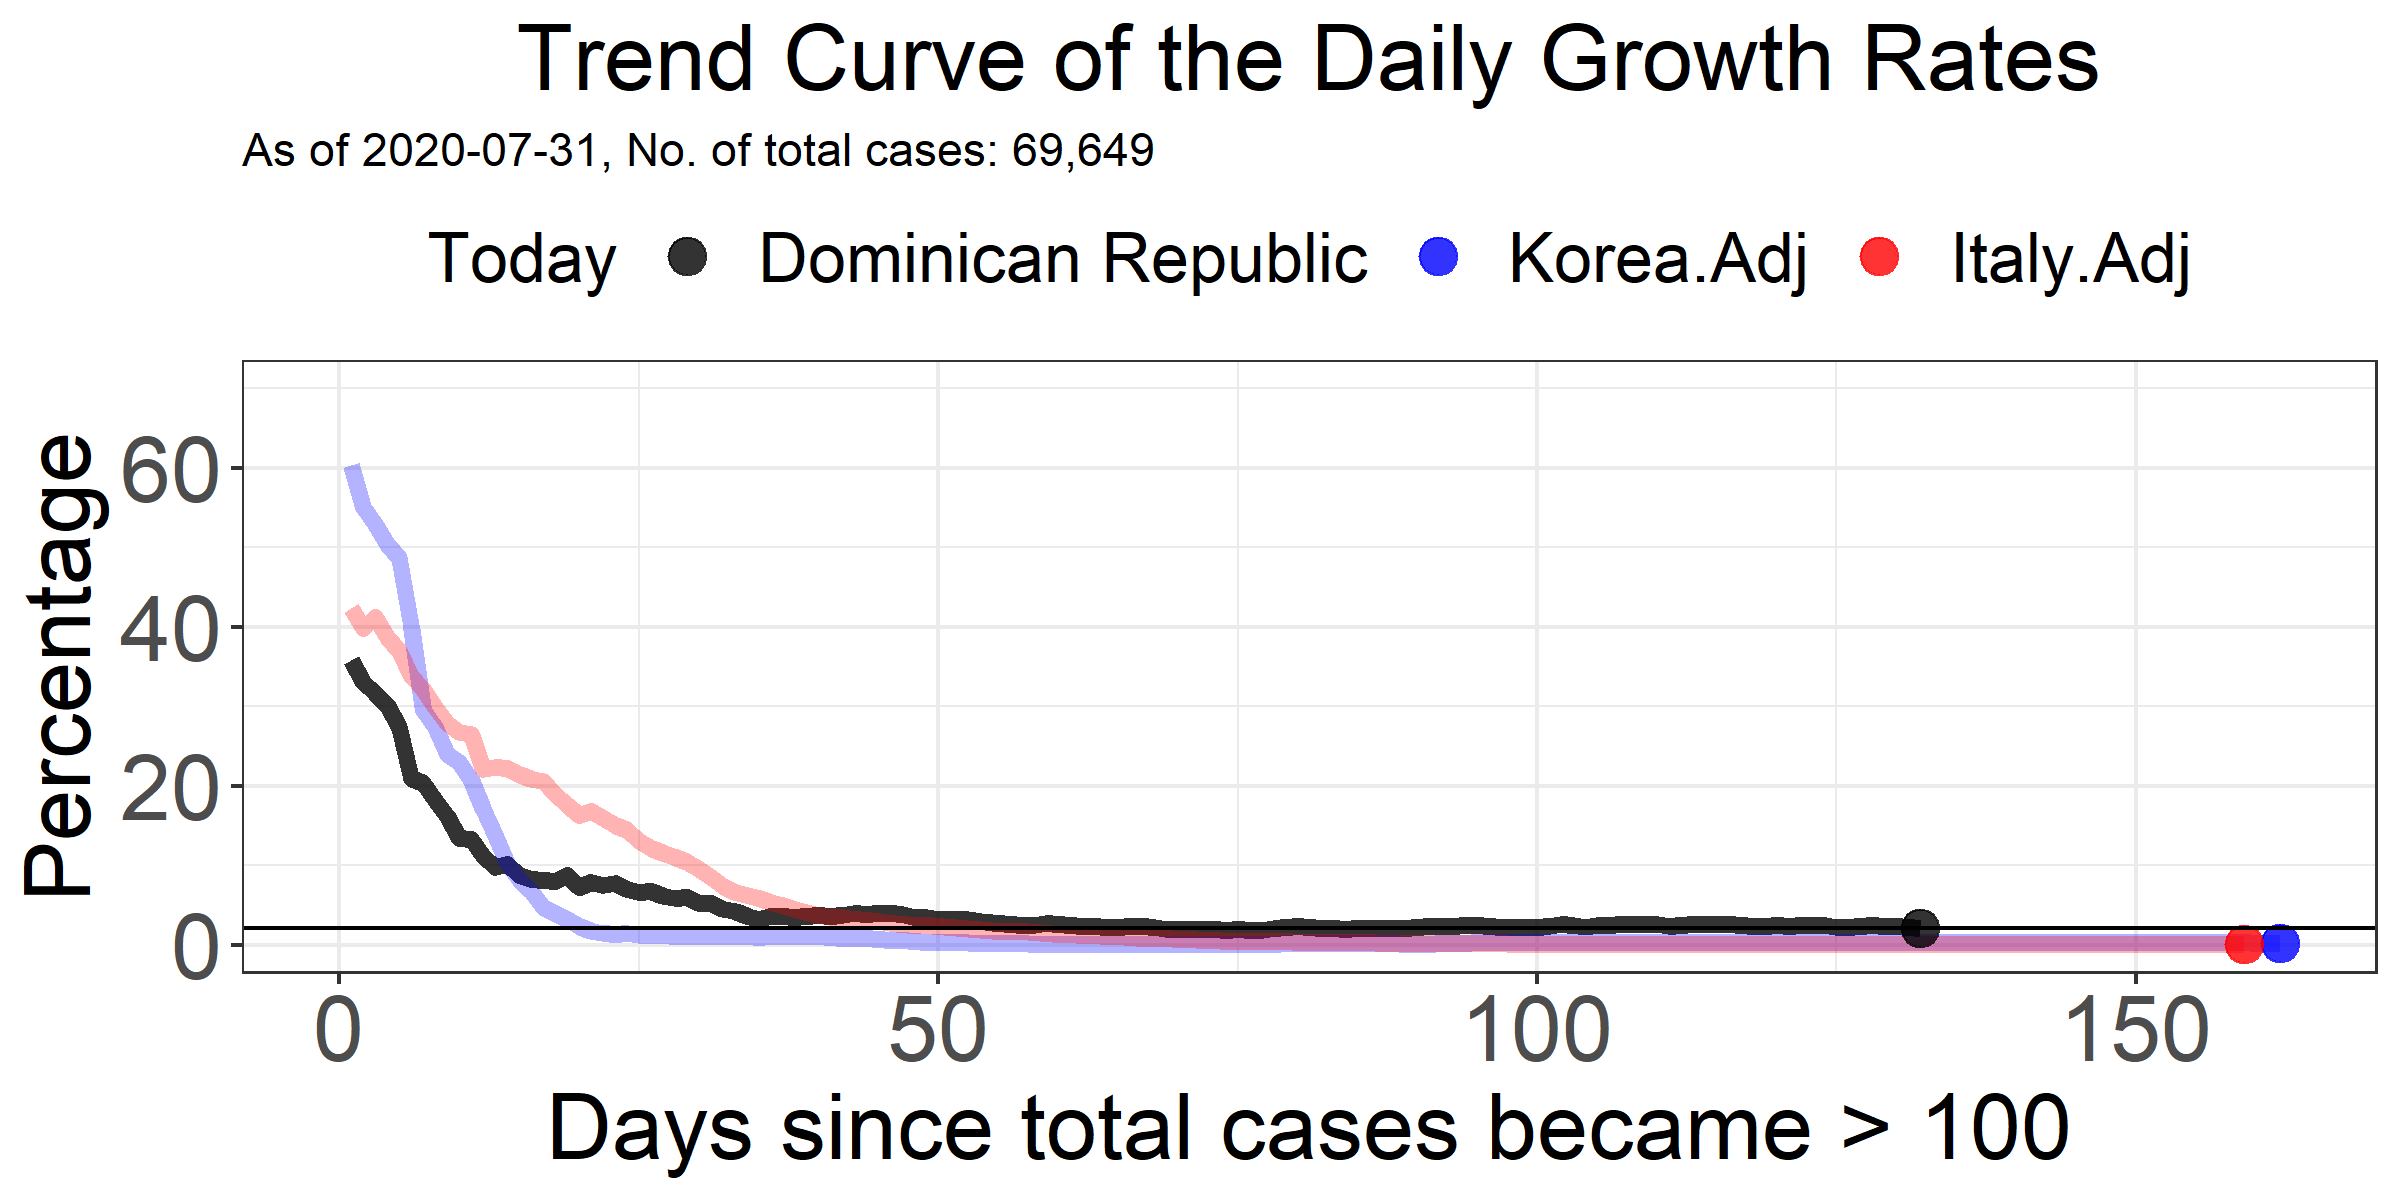 Trend Curve of the Daily Growth Rates
As of 2020-07-31, No. of total cases: 69,649
Today Dominican Republic Korea.Adj Italy.Adj
Percentage
60
40
20
0
0 50 100 150
Days since total cases became > 100